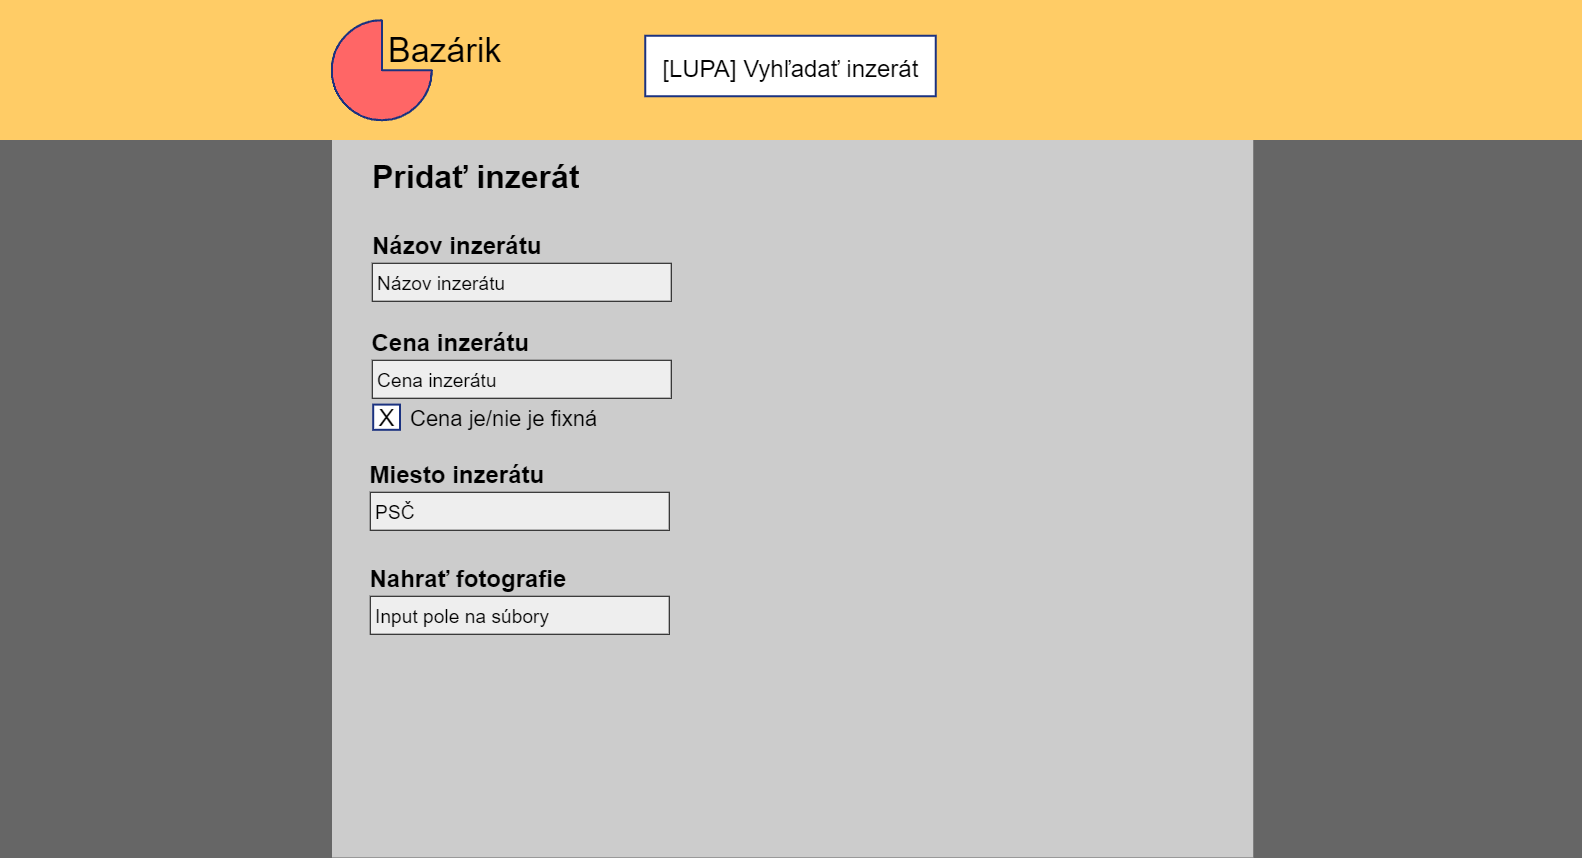 Bazárik
[LUPA] Vyhľadať inzerát
Pridať inzerát
Názov inzerátu
Názov inzerátu
Cena inzerátu
Cena inzerátu
X Cena je/nie je fixná
Miesto inzerátu
PSČ
Nahrať fotografie
Input pole na súbory